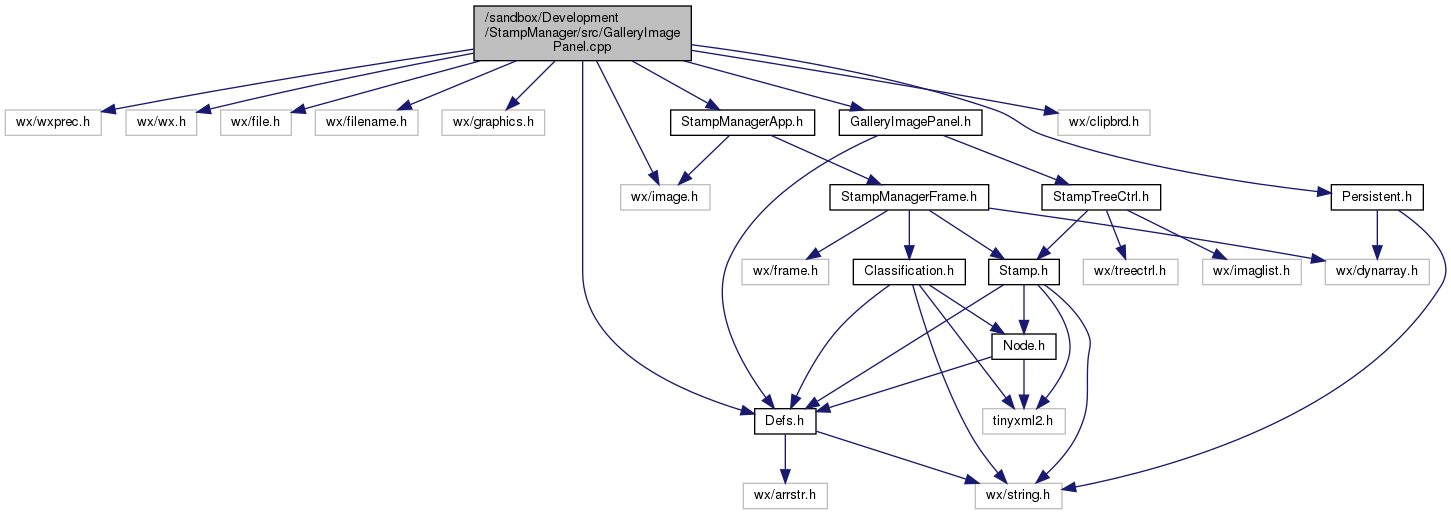 /sandbox/Development
/StampManager/src/GalleryImage
Panel.cpp
wx/wxprec.h
wx/wx.h
wx/file.h
wx/filename.h
wx/graphics.h
StampManagerApp.h
GalleryImagePanel.h
wx/clipbrd.h
wx/image.h
StampManagerFrame.h
StampTreeCtrl.h
Persistent.h
wx/frame.h
Classification.h
Stamp.h
wx/treectrl.h
wx/imaglist.h
wx/dynarray.h
Node.h
Defs.h
tinyxml2.h
wx/arrstr.h
wx/string.h